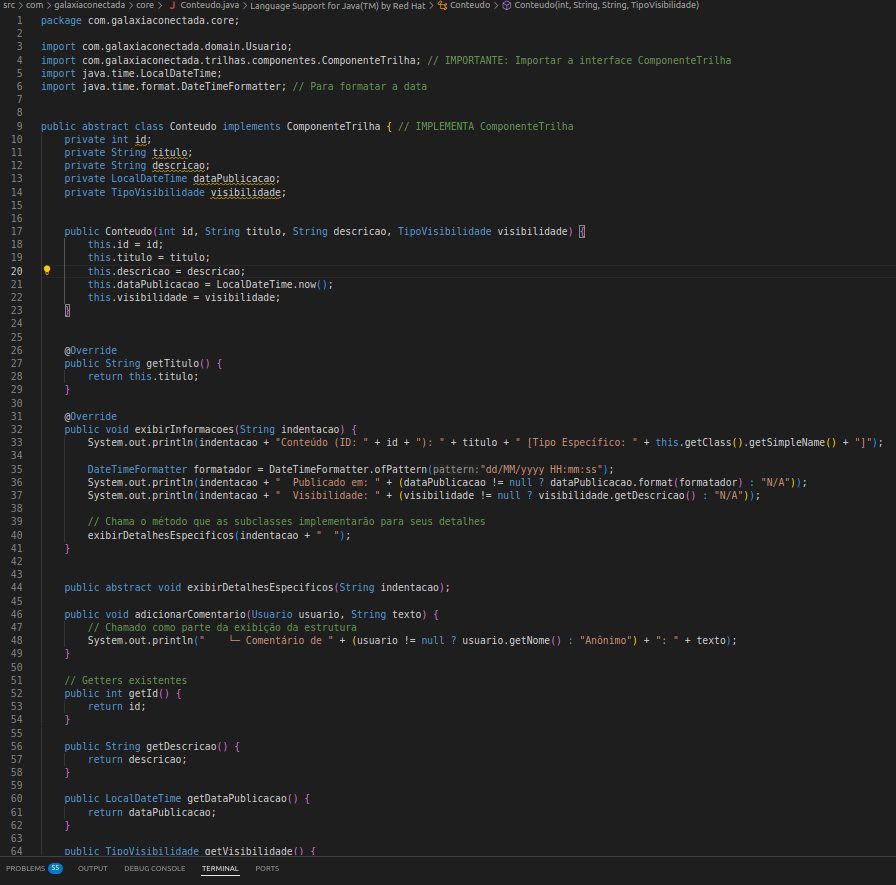 src > com > galaxiaconectada > core > J Conteudo.java > Language Support for Java(TM) by Red Hat > Conteudo > Conteudo(int, String, String, TipoVisibilidade)
1 package com.galaxiaconectada.core;
2
3 import com.galaxiaconectada.domain.Usuario;
4 import com.galaxiaconectada.trilhas.componentes.ComponenteTrilha; // IMPORTANTE: Importar a interface ComponenteTrilha
5 import java.time.LocalDateTime;
6 import java.time.format.DateTimeFormatter; // Para formatar a data
7
8
9 public abstract class Conteudo implements ComponenteTrilha { // IMPLEMENTA ComponenteTrilha
10 private int id;
11 private String titulo;
12 private String descricao;
13 private LocalDateTime dataPublicacao;
14 private TipoVisibilidade visibilidade;
15
16
17 public Conteudo(int id, String titulo, String descricao, TipoVisibilidade visibilidade) {
18 this.id = id;
19 this.titulo = titulo;
20 this.descricao = descricao;
21 this.dataPublicacao = LocalDateTime.now();
22 this.visibilidade = visibilidade;
23 }
24
25
26 @Override
27 public String getTitulo() {
28 return this.titulo;
29 }
30
31 @Override
32 public void exibirInformacoes(String indentacao) {
33 System.out.println(indentacao + "Conteúdo (ID: " + id + "): " + titulo + " [Tipo Específico: " + this.getClass().getSimpleName() + "]");
34
35 DateTimeFormatter formatador = DateTimeFormatter.ofPattern(pattern:"dd/MM/yyyy HH:mm:ss");
36 System.out.println(indentacao + "  Publicado em: " + (dataPublicacao != null ? dataPublicacao.format(formatador) : "N/A"));
37 System.out.println(indentacao + "  Visibilidade: " + (visibilidade != null ? visibilidade.getDescricao() : "N/A"));
38
39 // Chama o método que as subclasses implementarão para seus detalhes
40 exibirDetalhesEspecificos(indentacao + "  ");
41 }
42
43
44 public abstract void exibirDetalhesEspecificos(String indentacao);
45
46 public void adicionarComentario(Usuario usuario, String texto) {
47 // Chamado como parte da exibição da estrutura
48 System.out.println("    └─ Comentário de " + (usuario != null ? usuario.getNome() : "Anônimo") + ": " + texto);
49 }
50
51 // Getters existentes
52 public int getId() {
53 return id;
54 }
55
56 public String getDescricao() {
57 return descricao;
58 }
59
60 public LocalDateTime getDataPublicacao() {
61 return dataPublicacao;
62 }
63
64 public TipoVisibilidade getVisibilidade() {
PROBLEMS 55 OUTPUT DEBUG CONSOLE TERMINAL PORTS